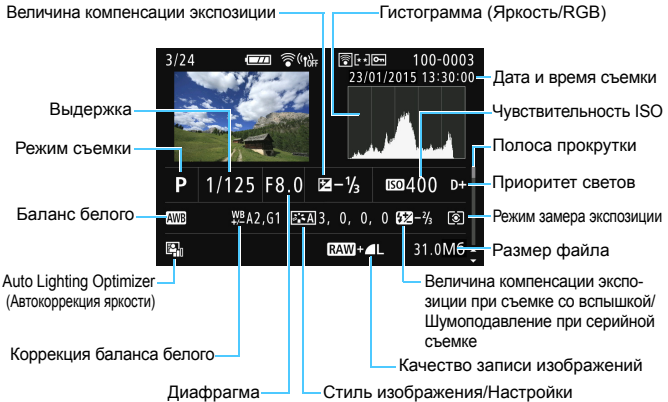 Величина компенсации экспозиции
Гистограмма (Яркость/RGB)
3/24
OFF
100-0003
23/01/2015 13:30:00
Дата и время съемки
Выдержка
Чувствительность ISO
Режим съемки
Полоса прокрутки
P 1/125 F8.0 -⅓ ISO 400 D+
Приоритет светов
Баланс белого
AWB WB +/- A2,G1 A 3, 0, 0, 0 -⅔
Режим замера экспозиции
RAW+L 31.0Мб
Размер файла
Auto Lighting Optimizer
(Автокоррекция яркости)
Величина компенсации экспо-
зиции при съемке со вспышкой/
Шумоподавление при серийной
съемке
Коррекция баланса белого
Качество записи изображений
Диафрагма
Стиль изображения/Настройки